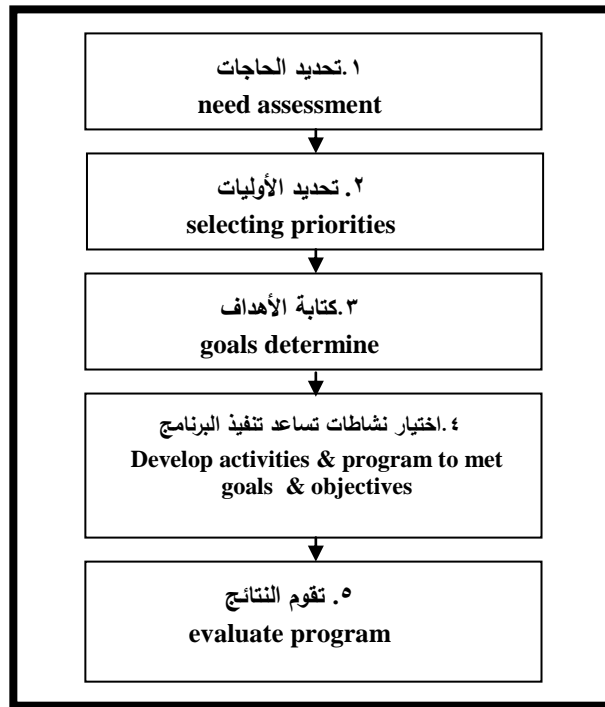 ١.تحديد الحاجات
need assessment
٢. تحديد الأوليات
selecting priorities
٣.كتابة الأهداف
goals determine
٤.اختيار نشاطات تساعد تنفيذ البرنامج
Develop activities & program to met
goals & objectives
٥. تقوم النتائج
evaluate program